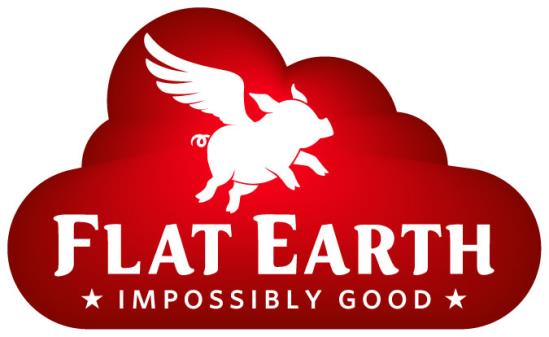 FLAT EARTH
★ IMPOSSIBLY GOOD ★